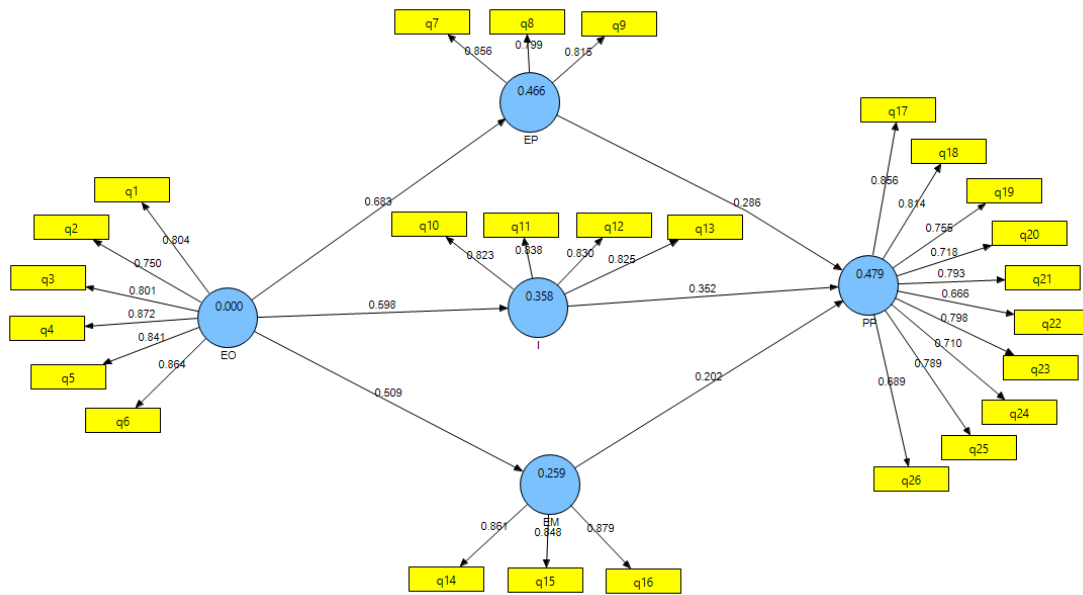 q7
q8
q9
0.856
0.799
0.815
0.466
EP
q17
q18
q19
q20
q21
q22
q23
q24
q25
q26
0.856
0.814
0.755
0.718
0.793
0.666
0.798
0.710
0.789
0.689
0.479
PP
q1
q2
q3
q4
q5
q6
0.804
0.750
0.801
0.872
0.841
0.864
0.000
EO
0.683
0.598
0.509
q10
q11
q12
q13
0.823
0.838
0.830
0.825
0.358
I
0.286
0.352
0.202
0.259
EM
0.861
0.848
0.879
q14
q15
q16